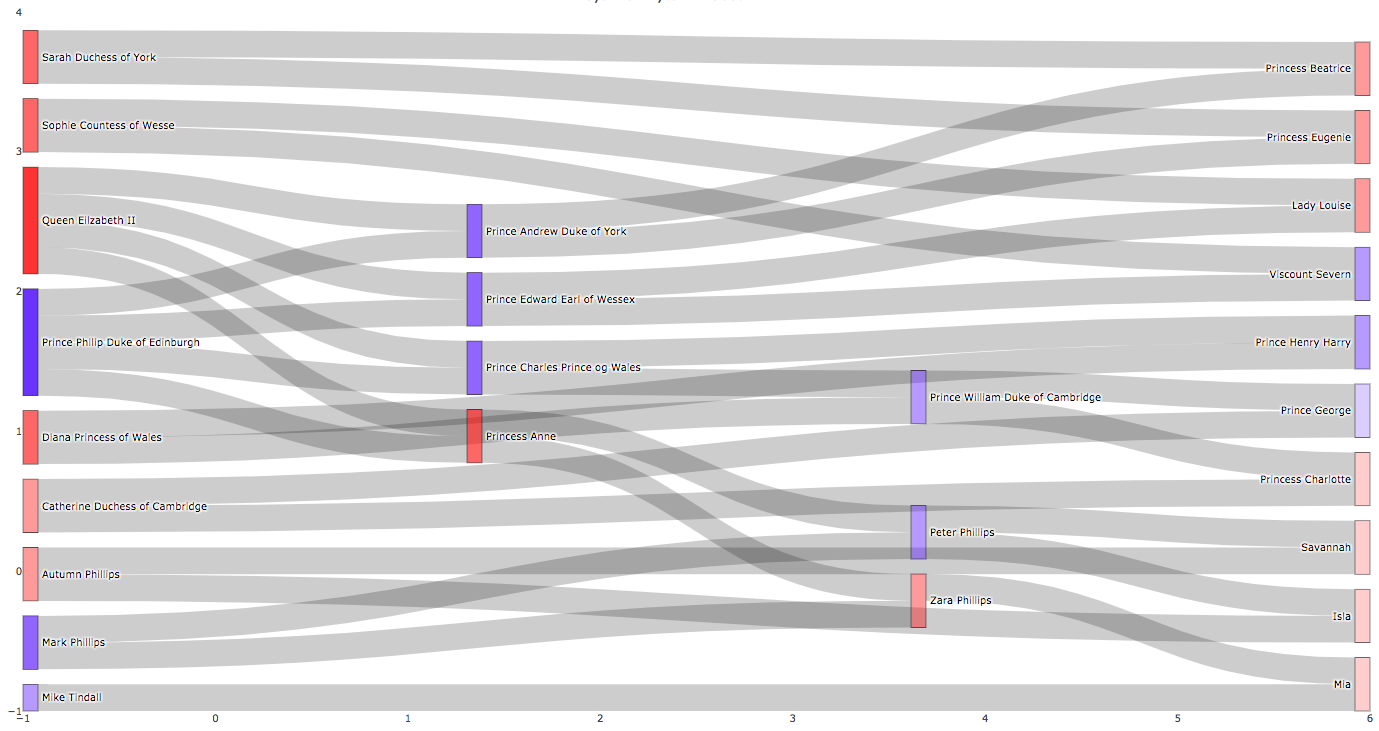 4
Sarah Duchess of York
Princess Beatrice
Sophie Countess of Wesse
Princess Eugenie
3
Queen Eilzabeth II
Prince Andrew Duke of York
Lady Louise
2
Prince Philip Duke of Edinburgh
Prince Edward Earl of Wessex
Viscount Severn
Prince Charles Prince og Wales
Prince Henry Harry
Prince William Duke of Cambridge
Prince George
1
Diana Princess of Wales
Princess Anne
Catherine Duchess of Cambridge
Princess Charlotte
Peter Phillips
Savannah
0
Autumn Phillips
Zara Phillips
Isla
Mark Phillips
Mike Tindall
Mia
−1
−1 0 1 2 3 4 5 6